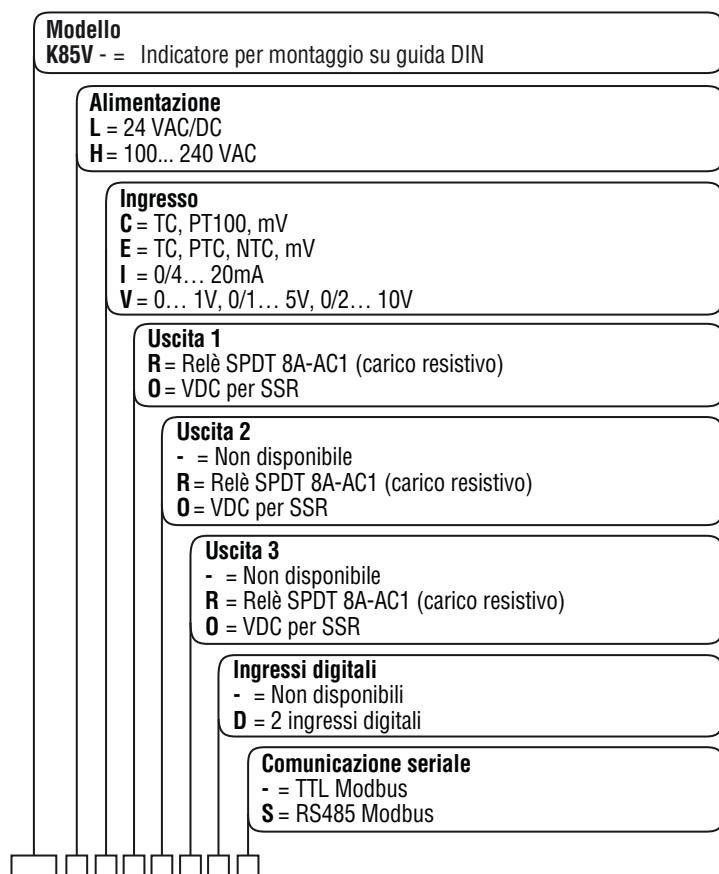 Modello
K85V - = Indicatore per montaggio su guida DIN
Alimentazione
L = 24 VAC/DC
H = 100... 240 VAC
Ingresso
C = TC, PT100, mV
E = TC, PTC, NTC, mV
I = 0/4… 20mA
V = 0… 1V, 0/1… 5V, 0/2… 10V
Uscita 1
R = Relè SPDT 8A-AC1 (carico resistivo)
O = VDC per SSR
Uscita 2
- = Non disponibile
R = Relè SPDT 8A-AC1 (carico resistivo)
O = VDC per SSR
Uscita 3
- = Non disponibile
R = Relè SPDT 8A-AC1 (carico resistivo)
O = VDC per SSR
Ingressi digitali
- = Non disponibili
D = 2 ingressi digitali
Comunicazione seriale
- = TTL Modbus
S = RS485 Modbus